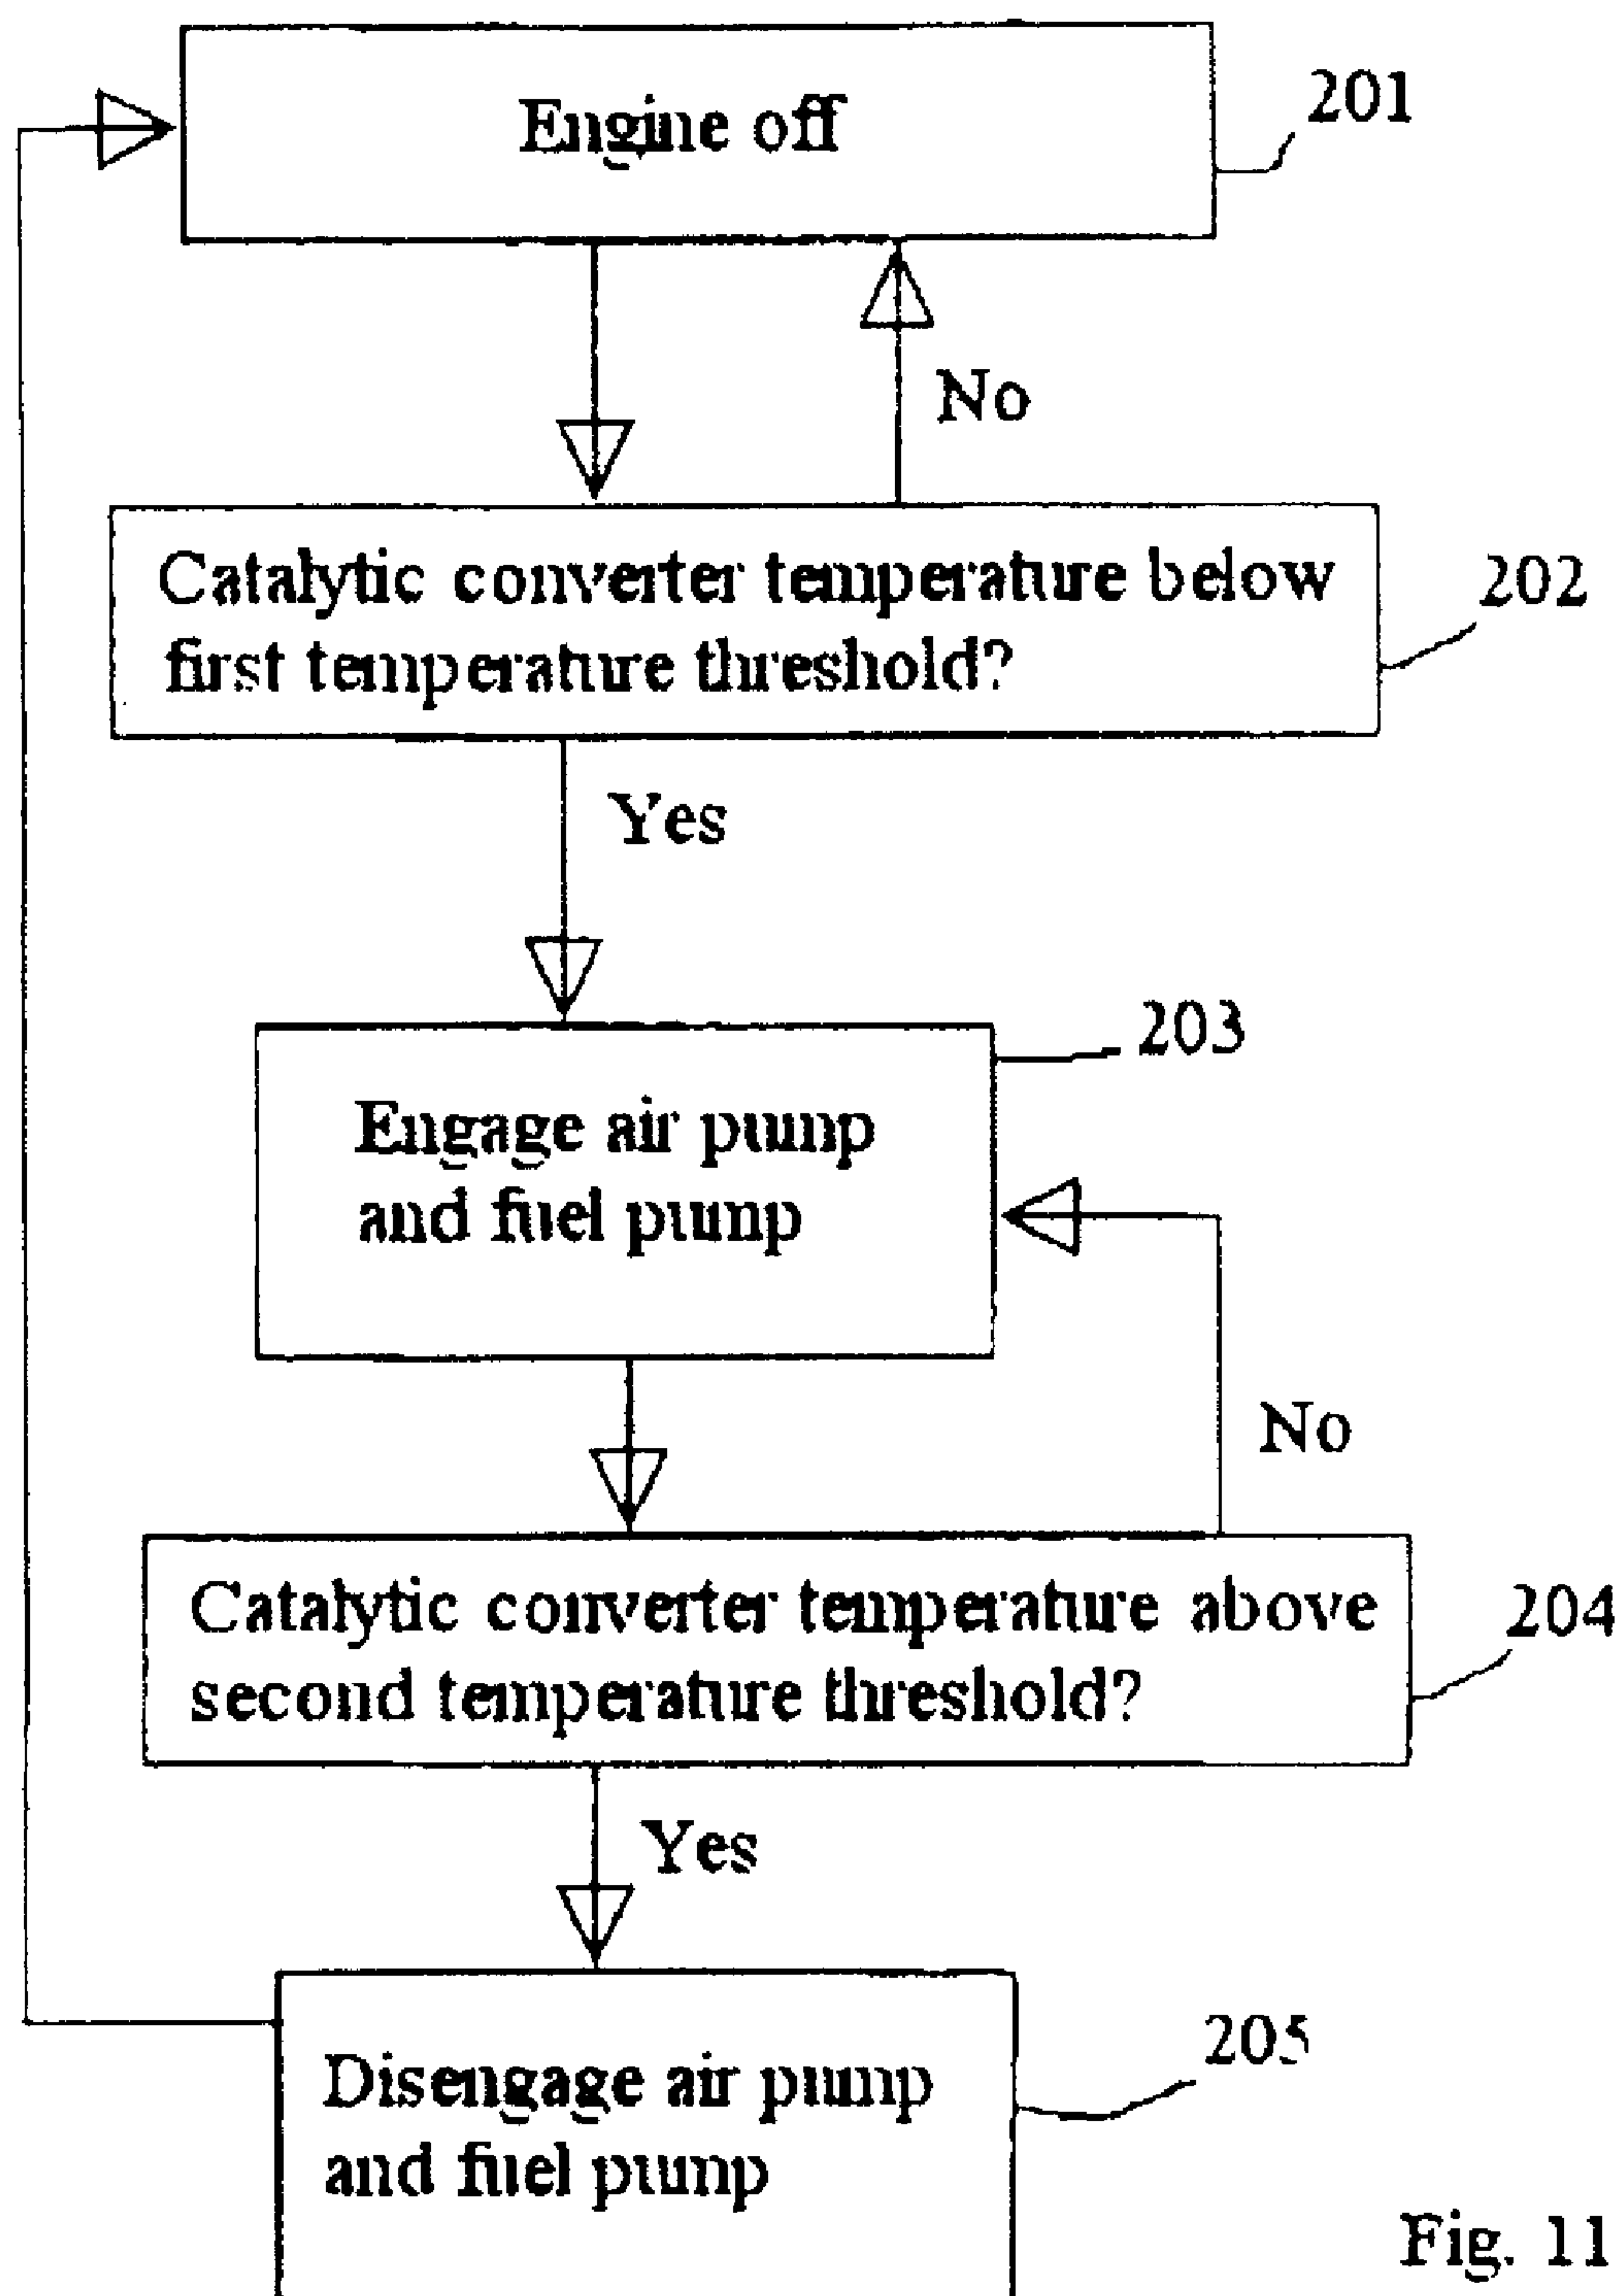 Engine off
201
No
Catalytic converter temperature below
first temperature threshold?
202
Yes
203
Engage air pump
and fuel pump
No
Catalytic converter temperature above
second temperature threshold?
204
Yes
205
Disengage air pump
and fuel pump
Fig. 11